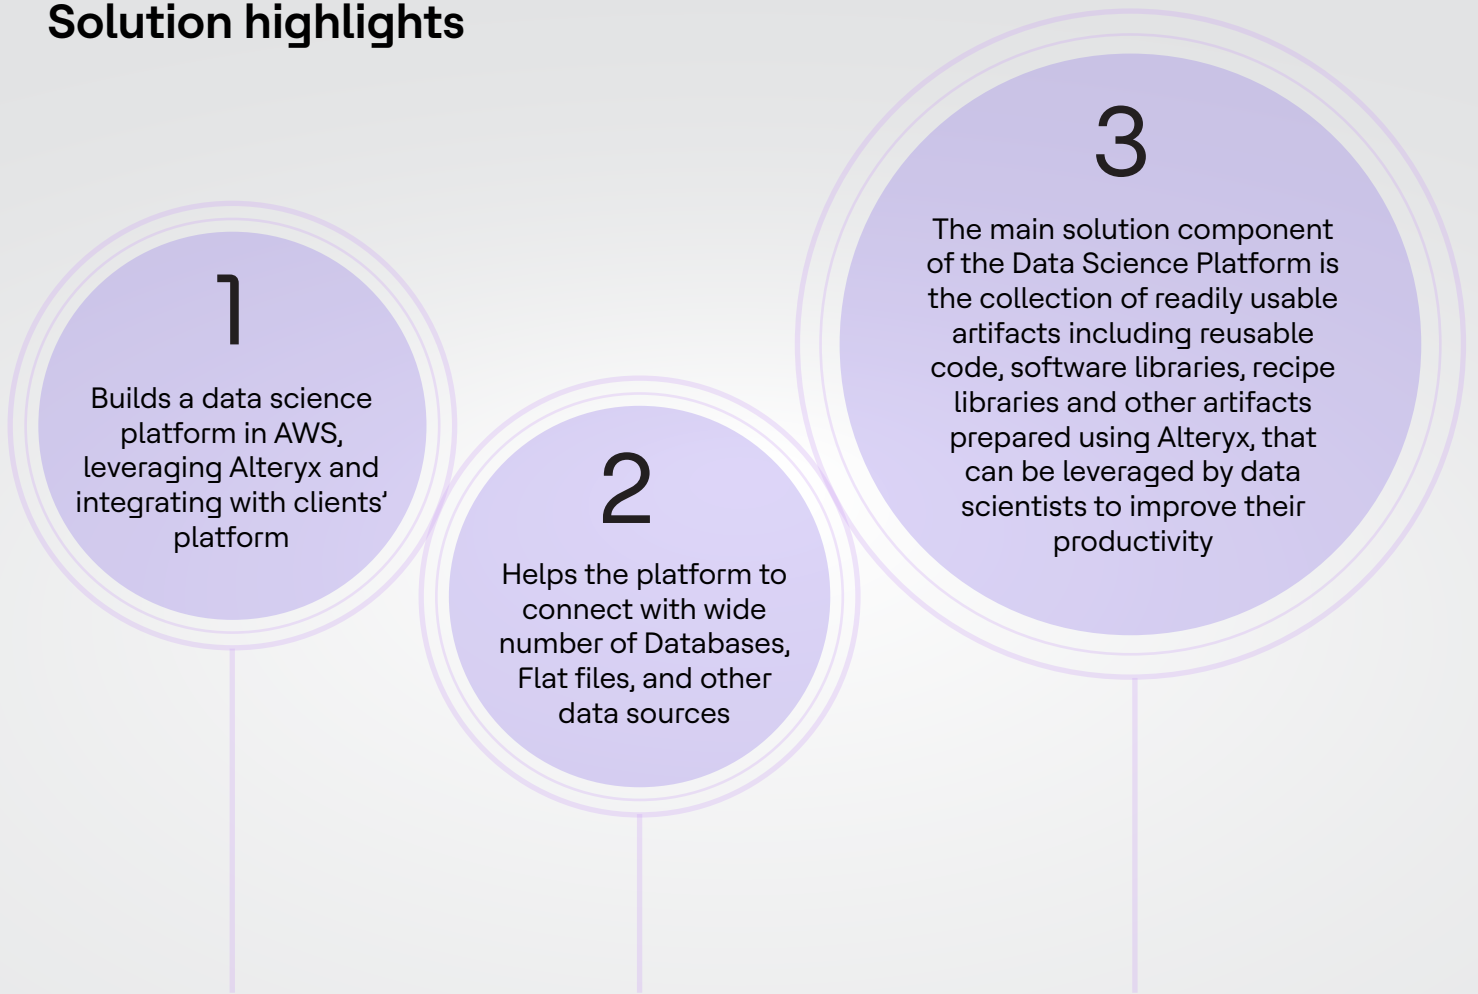 Solution highlights
1
Builds a data science
platform in AWS,
leveraging Alteryx and
integrating with clients’
platform
2
Helps the platform to
connect with wide
number of Databases,
Flat files, and other
data sources
3
The main solution component
of the Data Science Platform is
the collection of readily usable
artifacts including reusable
code, software libraries, recipe
libraries and other artifacts
prepared using Alteryx, that
can be leveraged by data
scientists to improve their
productivity